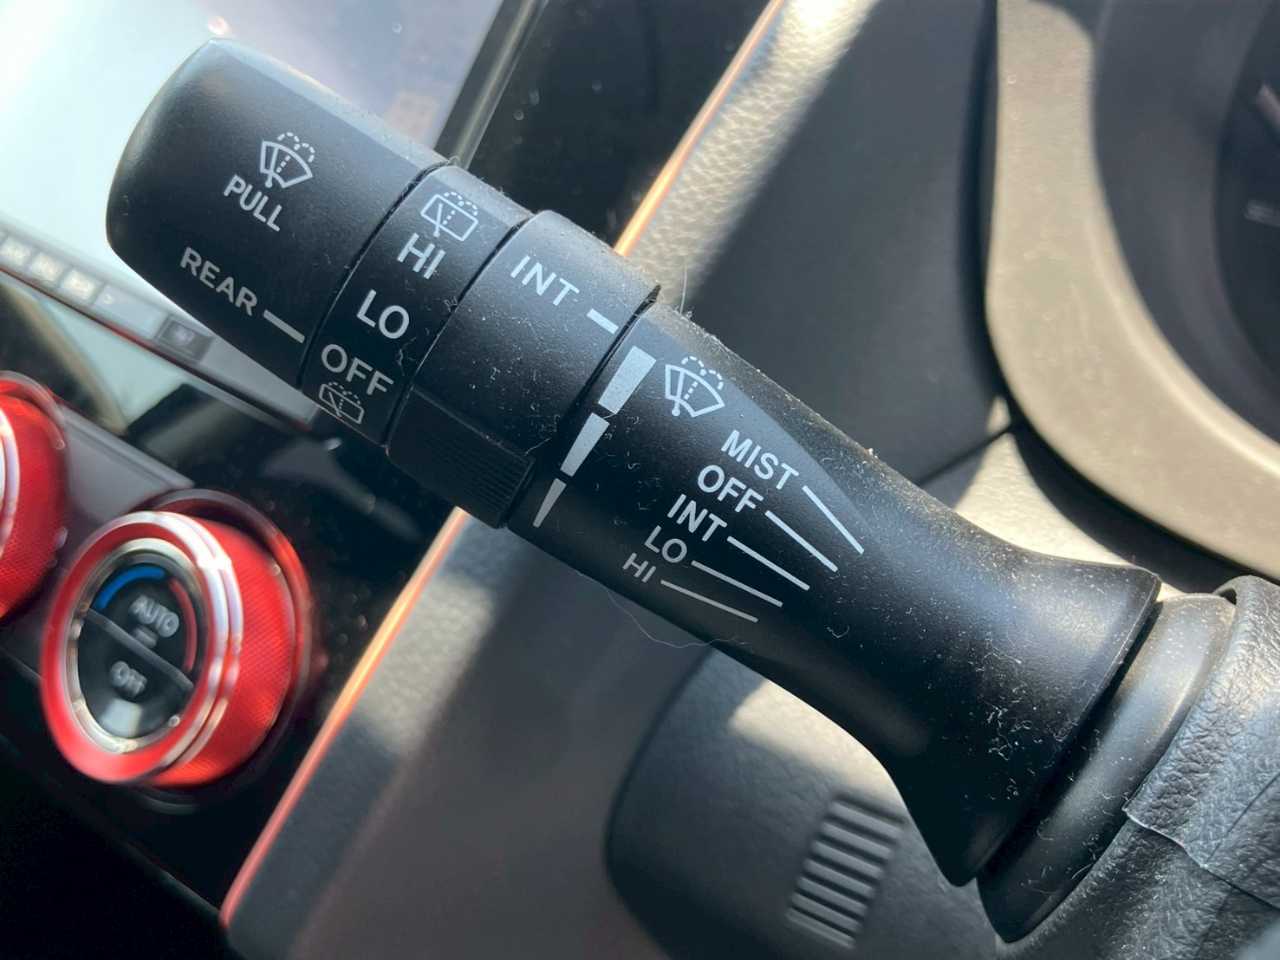 PULL
REAR
HI
LO
OFF
INT
MIST
OFF
INT
LO
HI
AUTO
OFF